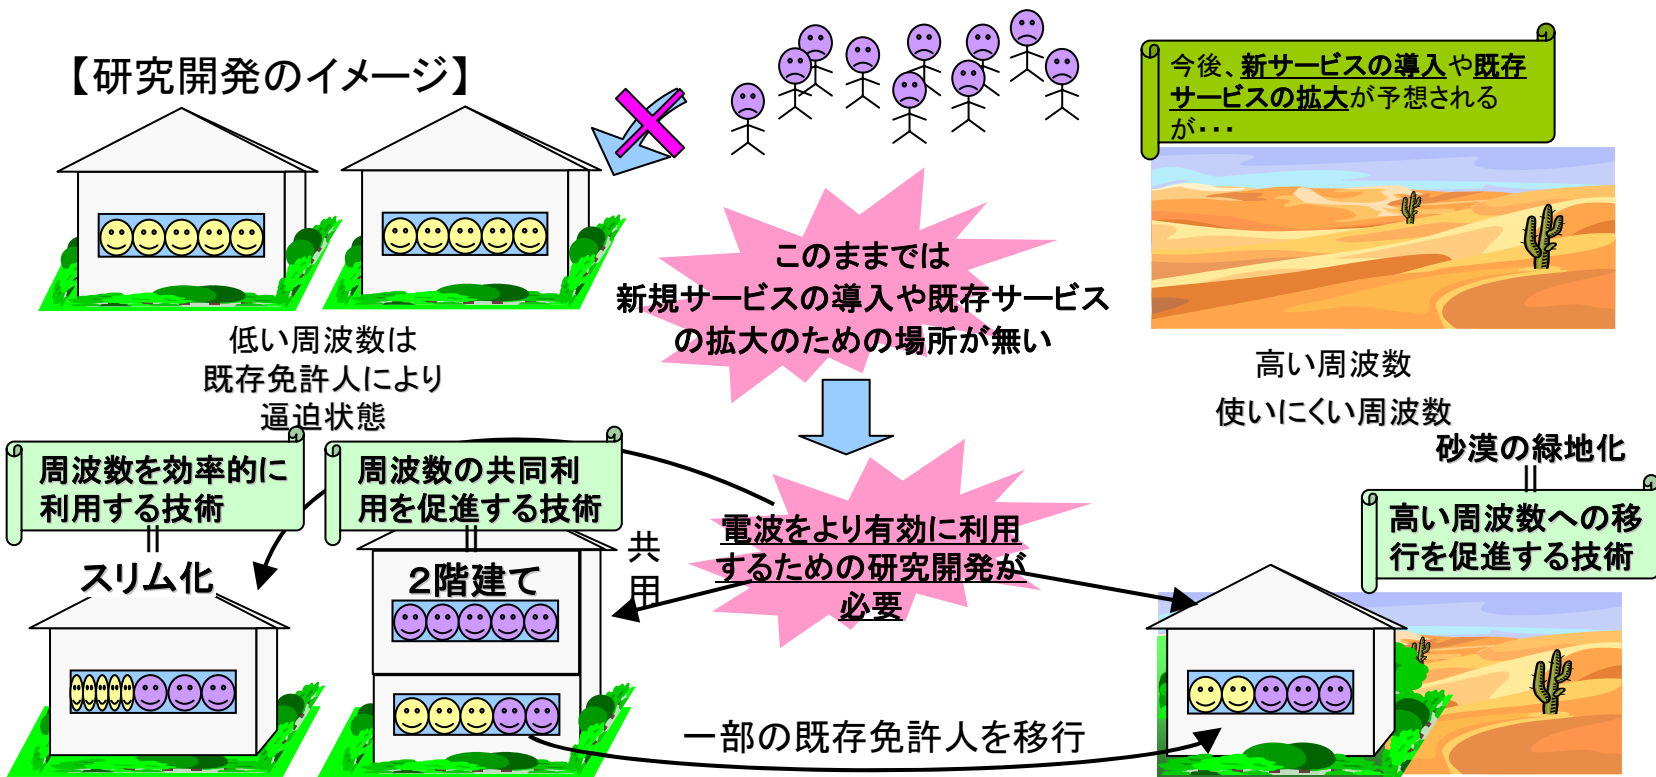 【研究開発のイメージ】
今後、新サービスの導入や既存
サービスの拡大が予想される
が・・・
このままでは
新規サービスの導入や既存サービス
の拡大のための場所が無い
低い周波数は
既存免許人により
逼迫状態
高い周波数
使いにくい周波数
砂漠の緑地化
周波数を効率的に
利用する技術
スリム化
周波数の共同利
用を促進する技術
2階建て
共
用
電波をより有効に利用
するための研究開発が
必要
高い周波数への移
行を促進する技術
一部の既存免許人を移行